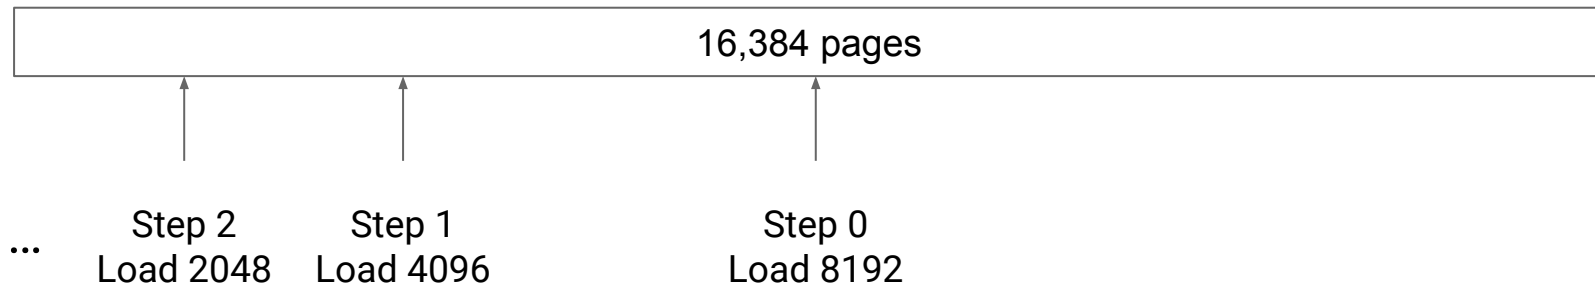 16,384 pages
...
Step 2
Load 2048
Step 1
Load 4096
Step 0
Load 8192